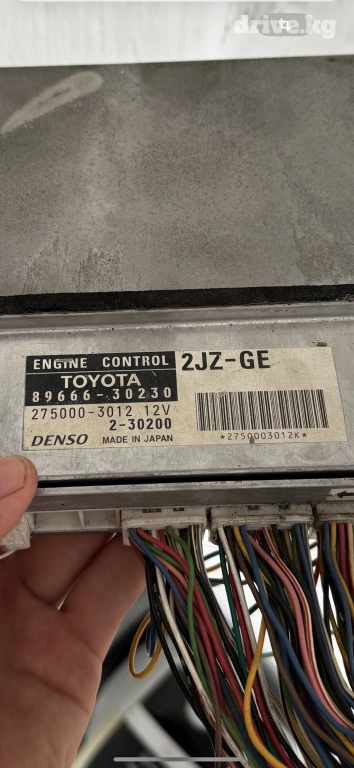 drive.kg
ENGINE CONTROL 2JZ-GE
TOYOTA
89666-30230
275000-3012 12V
2-30200
DENSO MADE IN JAPAN
*2750003012K*